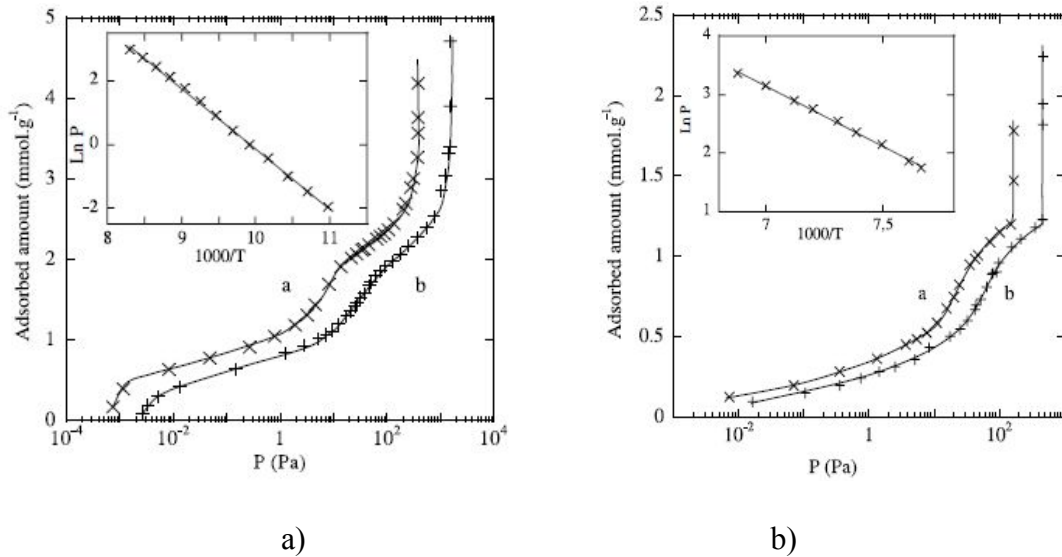 5
4
3
2
1
0
Adsorbed amount (mmol.g⁻¹)
2
0
-2
Ln P
8 9 10 11
1000/T
a
b
10⁻⁴ 10⁻² 1 10² 10⁴
P (Pa)
a)
2.5
2
1.5
1
0.5
0
Adsorbed amount (mmol.g⁻¹)
4
3
2
1
Ln P
7 7,5
1000/T
a
b
10⁻² 1 10²
P (Pa)
b)